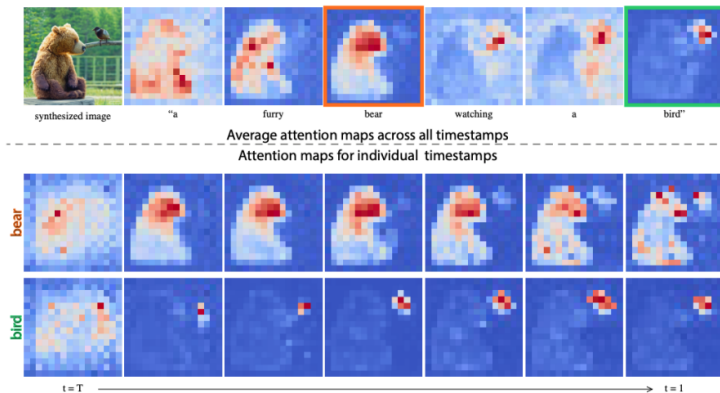 synthesized image “a furry bear watching a bird”
Average attention maps across all timestamps
Attention maps for individual timestamps
bear
bird
t = T t = 1